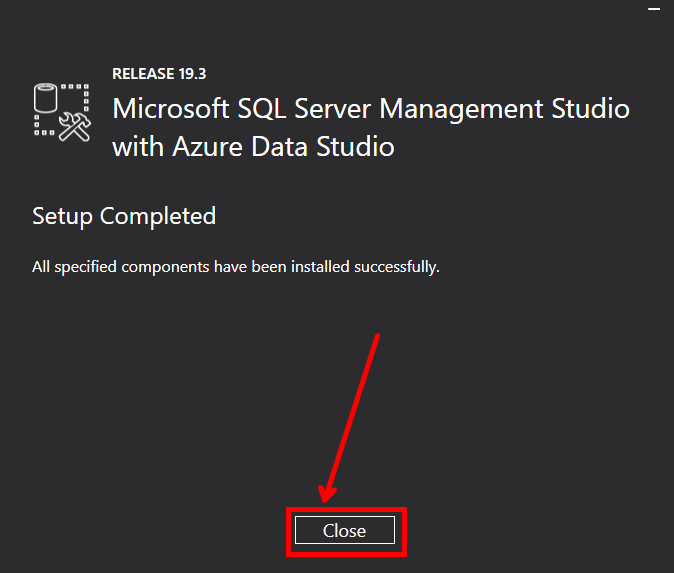 RELEASE 19.3
Microsoft SQL Server Management Studio
with Azure Data Studio
Setup Completed
All specified components have been installed successfully.
Close